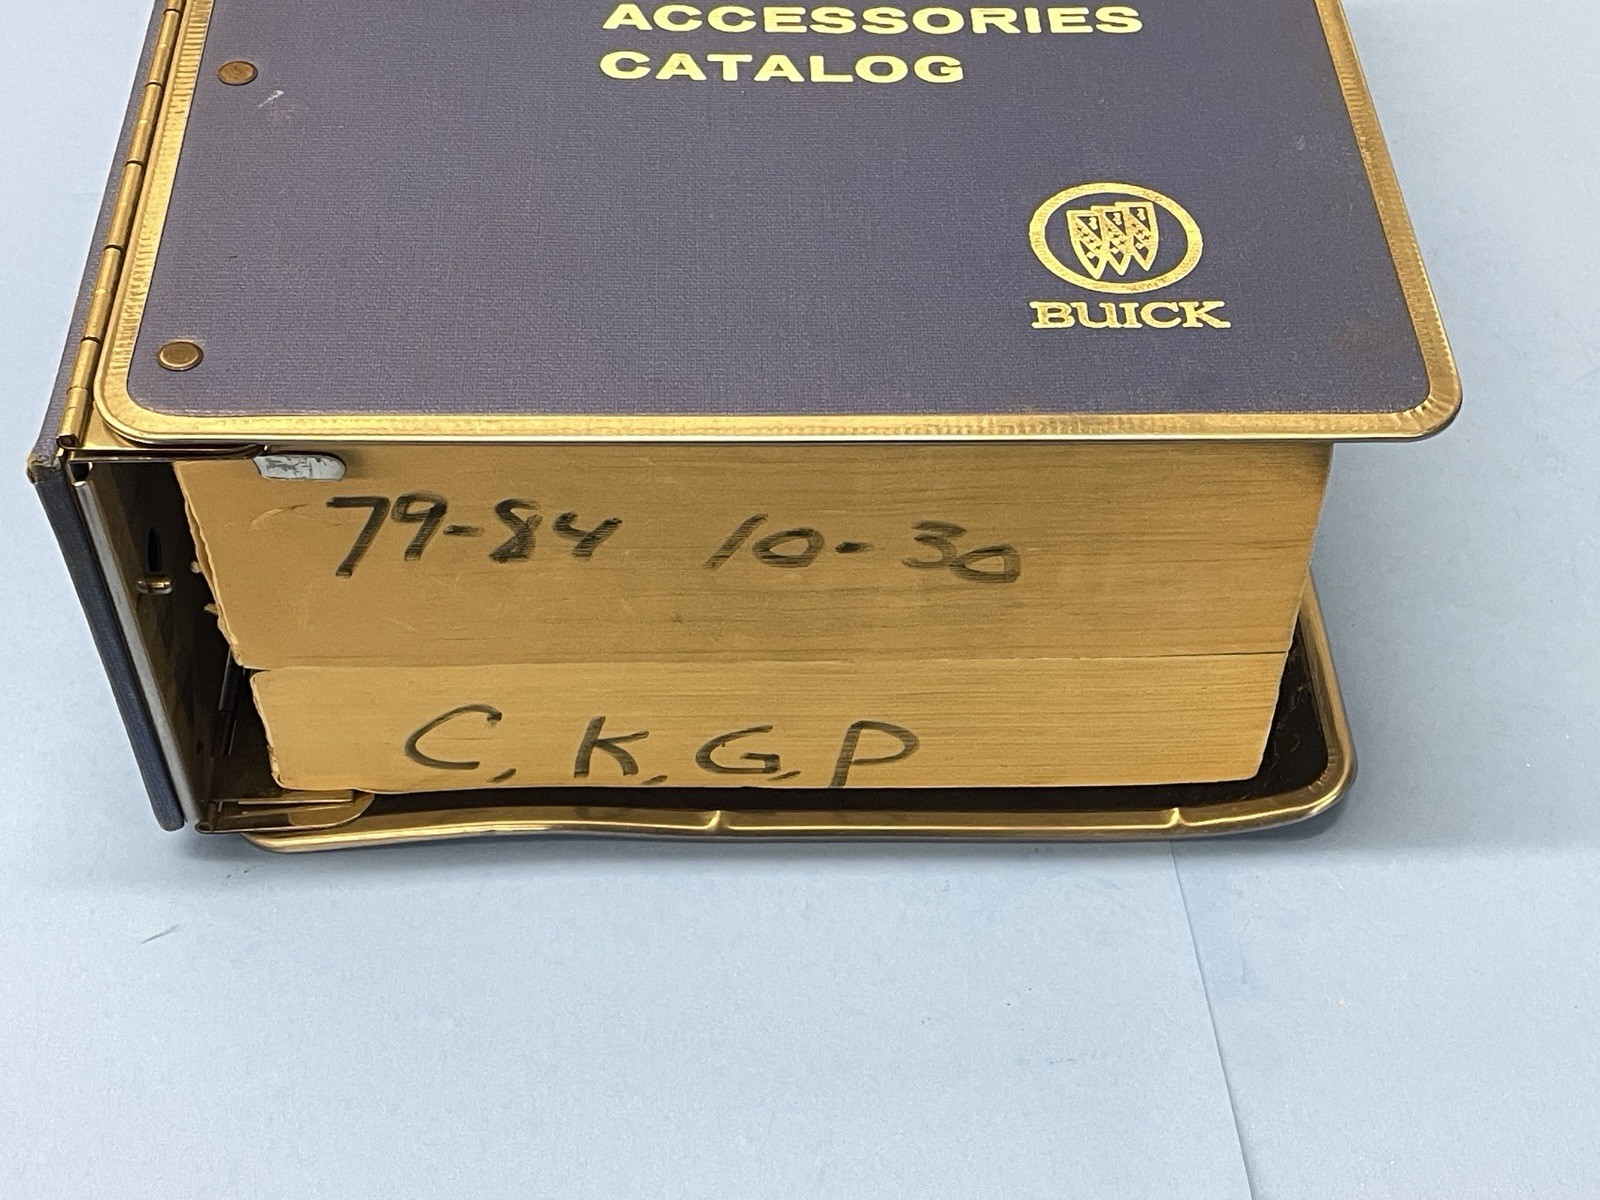 ACCESSORIES
CATALOG
BUICK
79-84 10-30
C, K, G, P